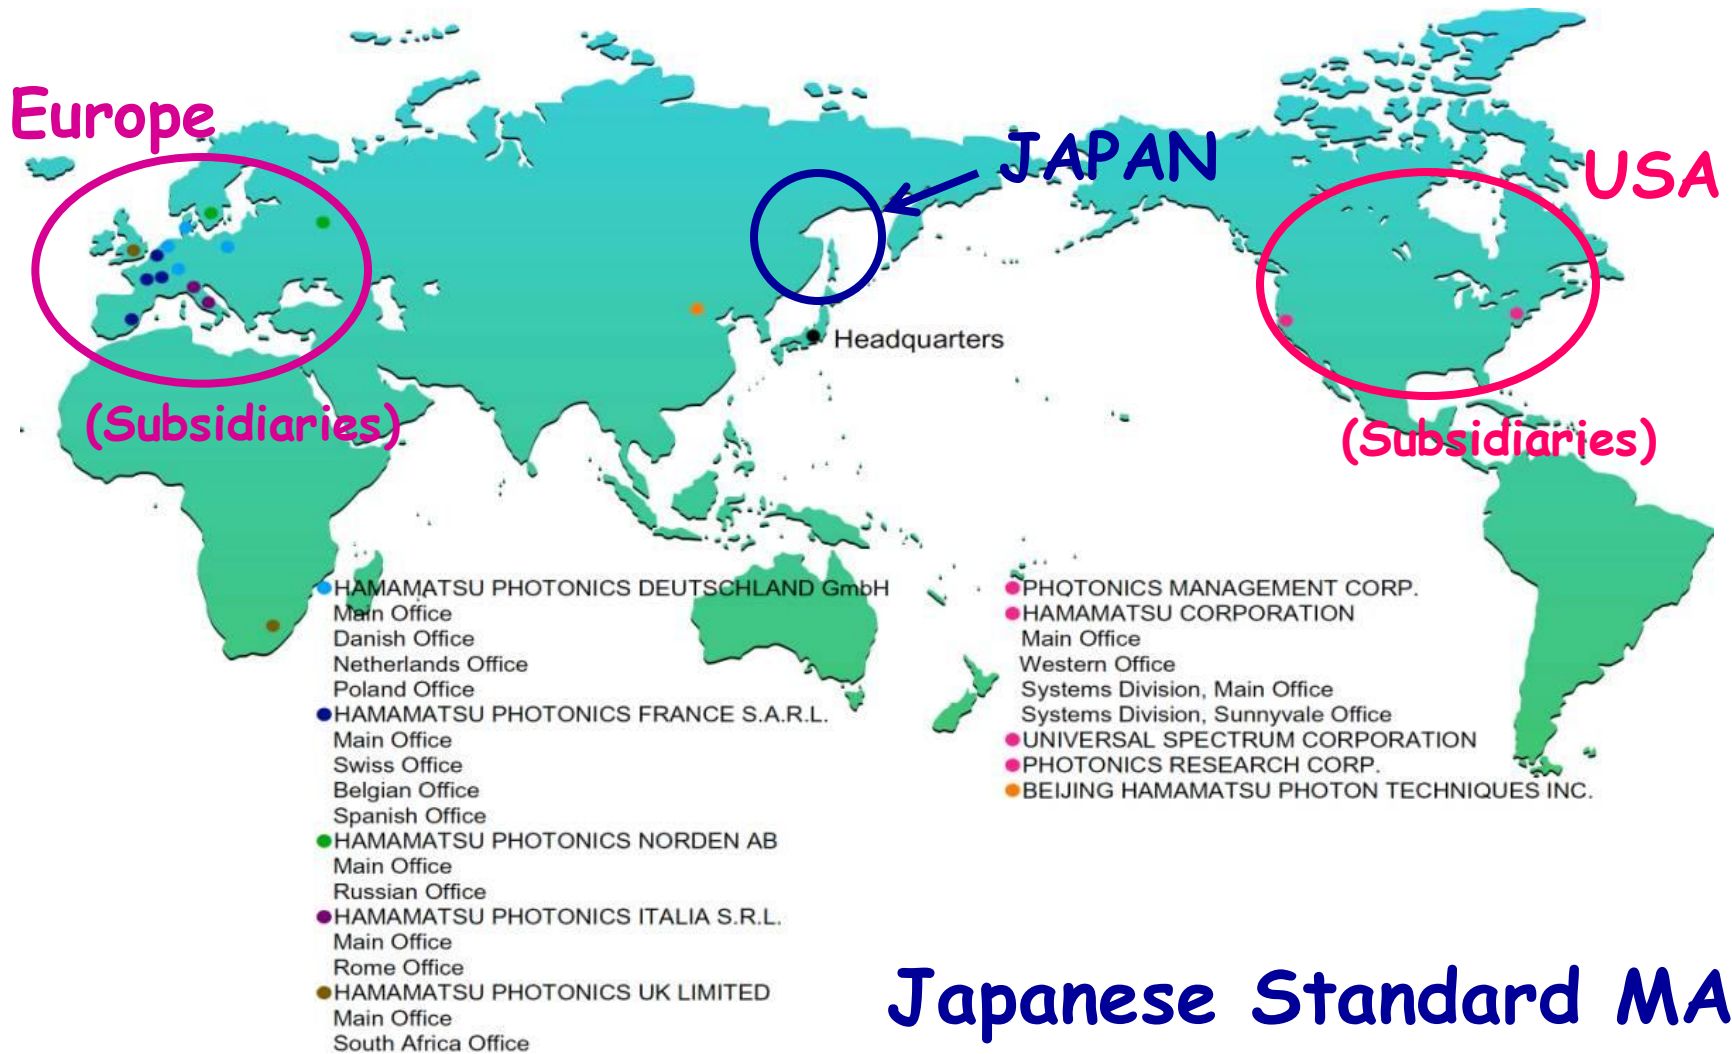 Europe
JAPAN
USA
Headquarters
(Subsidiaries)
(Subsidiaries)
HAMAMATSU PHOTONICS DEUTSCHLAND GmbH
Main Office
Danish Office
Netherlands Office
Poland Office
HAMAMATSU PHOTONICS FRANCE S.A.R.L.
Main Office
Swiss Office
Belgian Office
Spanish Office
HAMAMATSU PHOTONICS NORDEN AB
Main Office
Russian Office
HAMAMATSU PHOTONICS ITALIA S.R.L.
Main Office
Rome Office
HAMAMATSU PHOTONICS UK LIMITED
Main Office
South Africa Office
PHOTONICS MANAGEMENT CORP.
HAMAMATSU CORPORATION
Main Office
Western Office
Systems Division, Main Office
Systems Division, Sunnyvale Office
UNIVERSAL SPECTRUM CORPORATION
PHOTONICS RESEARCH CORP.
BEIJING HAMAMATSU PHOTON TECHNIQUES INC.
Japanese Standard MA